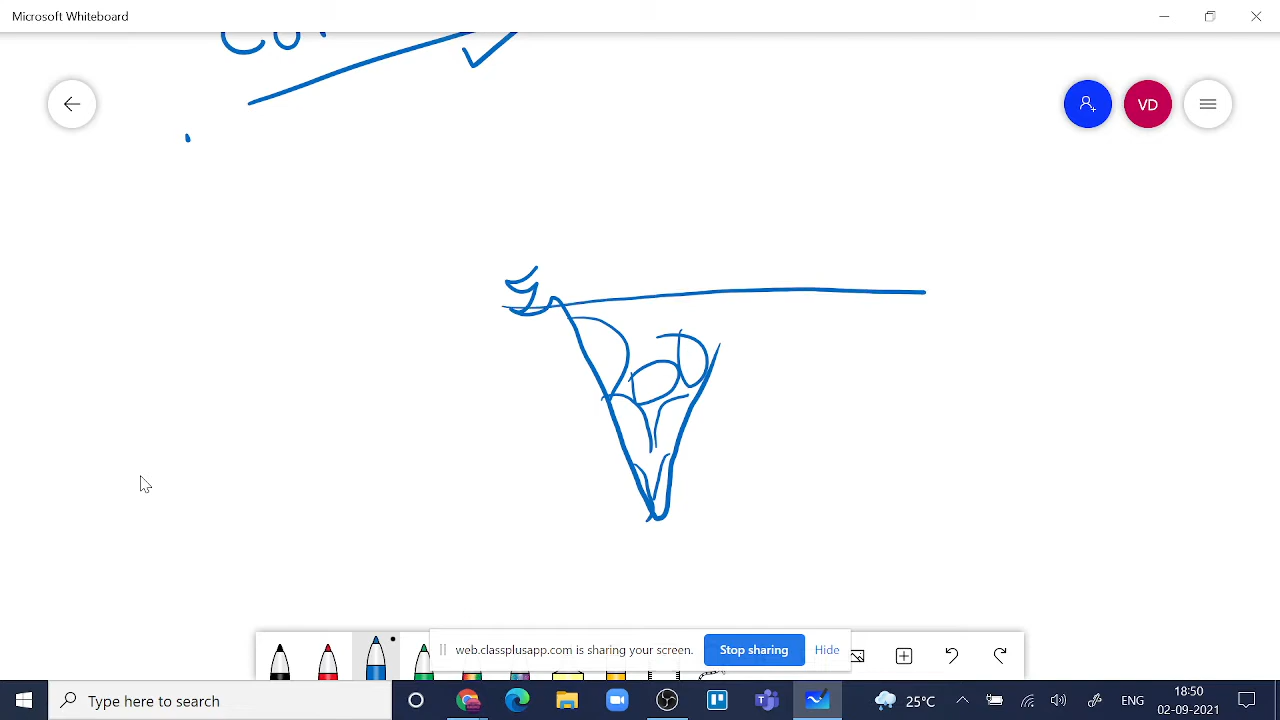 Microsoft Whiteboard
VD
web.classplusapp.com is sharing your screen.
Stop sharing
Hide
Type here to search
25°C
ENG
18:50
02-09-2021